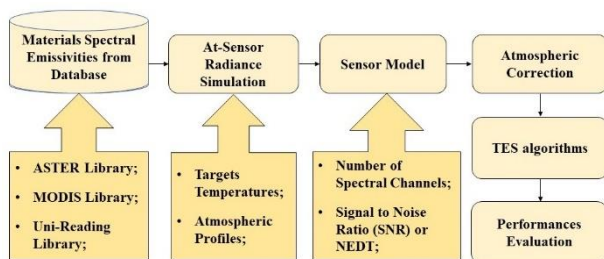 Materials Spectral
Emissivities from
Database
At-Sensor
Radiance
Simulation
Sensor Model
Atmospheric
Correction
• ASTER Library;
• MODIS Library;
• Uni-Reading
Library;
• Targets
Temperatures;
• Atmospheric
Profiles;
• Number of
Spectral Channels;
• Signal to Noise
Ratio (SNR) or
NEDT;
TES algorithms
Performances
Evaluation